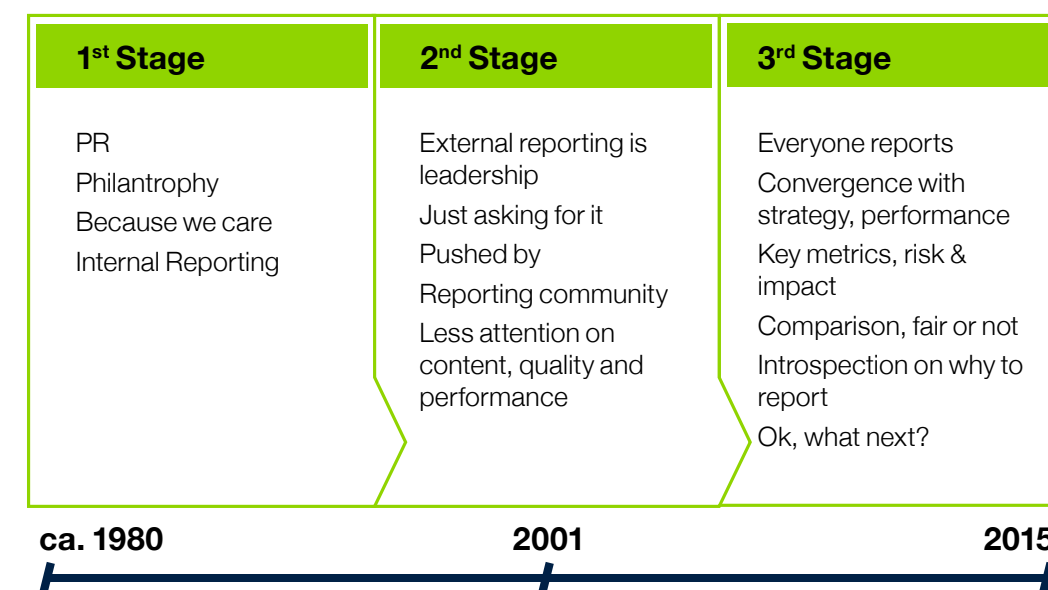 1st Stage
PR
Philantrophy
Because we care
Internal Reporting
2nd Stage
External reporting is
leadership
Just asking for it
Pushed by
Reporting community
Less attention on
content, quality and
performance
3rd Stage
Everyone reports
Convergence with
strategy, performance
Key metrics, risk &
impact
Comparison, fair or not
Introspection on why to
report
Ok, what next?
ca. 1980
2001
2015